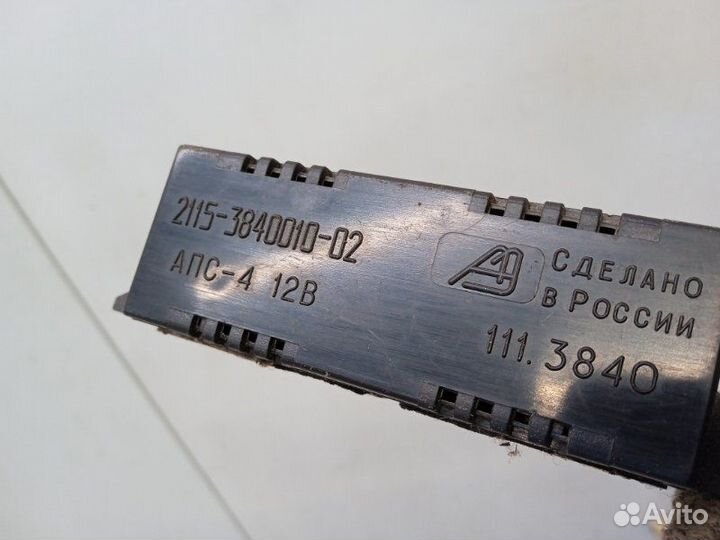 2115-3840010-02
АПС-4 12В
СДЕЛАНО
В РОССИИ
111.3840
Avito